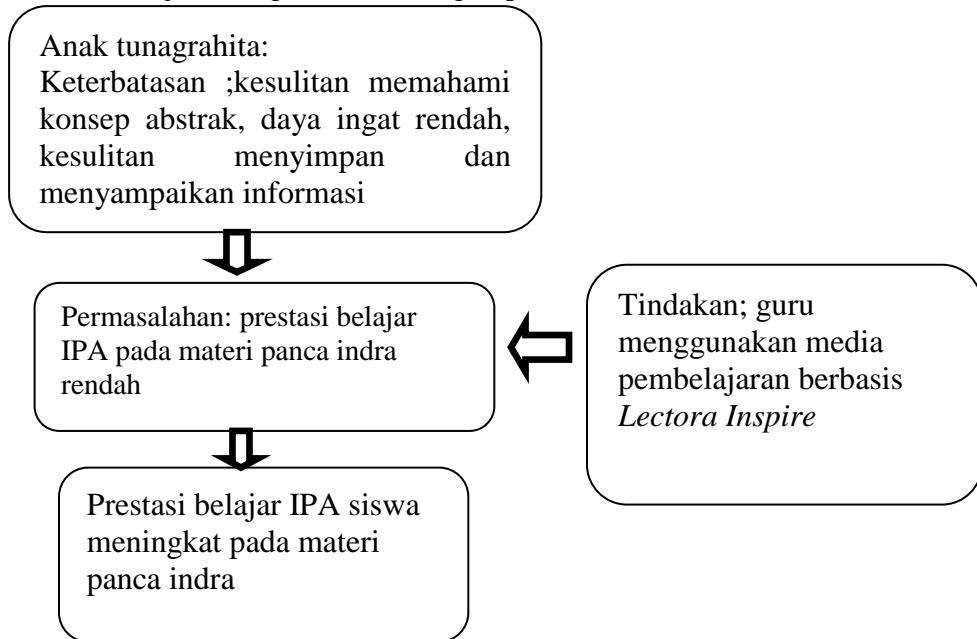 Anak tunagrahita:
Keterbatasan ;kesulitan memahami
konsep abstrak, daya ingat rendah,
kesulitan menyimpan dan
menyampaikan informasi
Permasalahan: prestasi belajar
IPA pada materi panca indra
rendah
Tindakan; guru
menggunakan media
pembelajaran berbasis
Lectora Inspire
Prestasi belajar IPA siswa
meningkat pada materi
panca indra